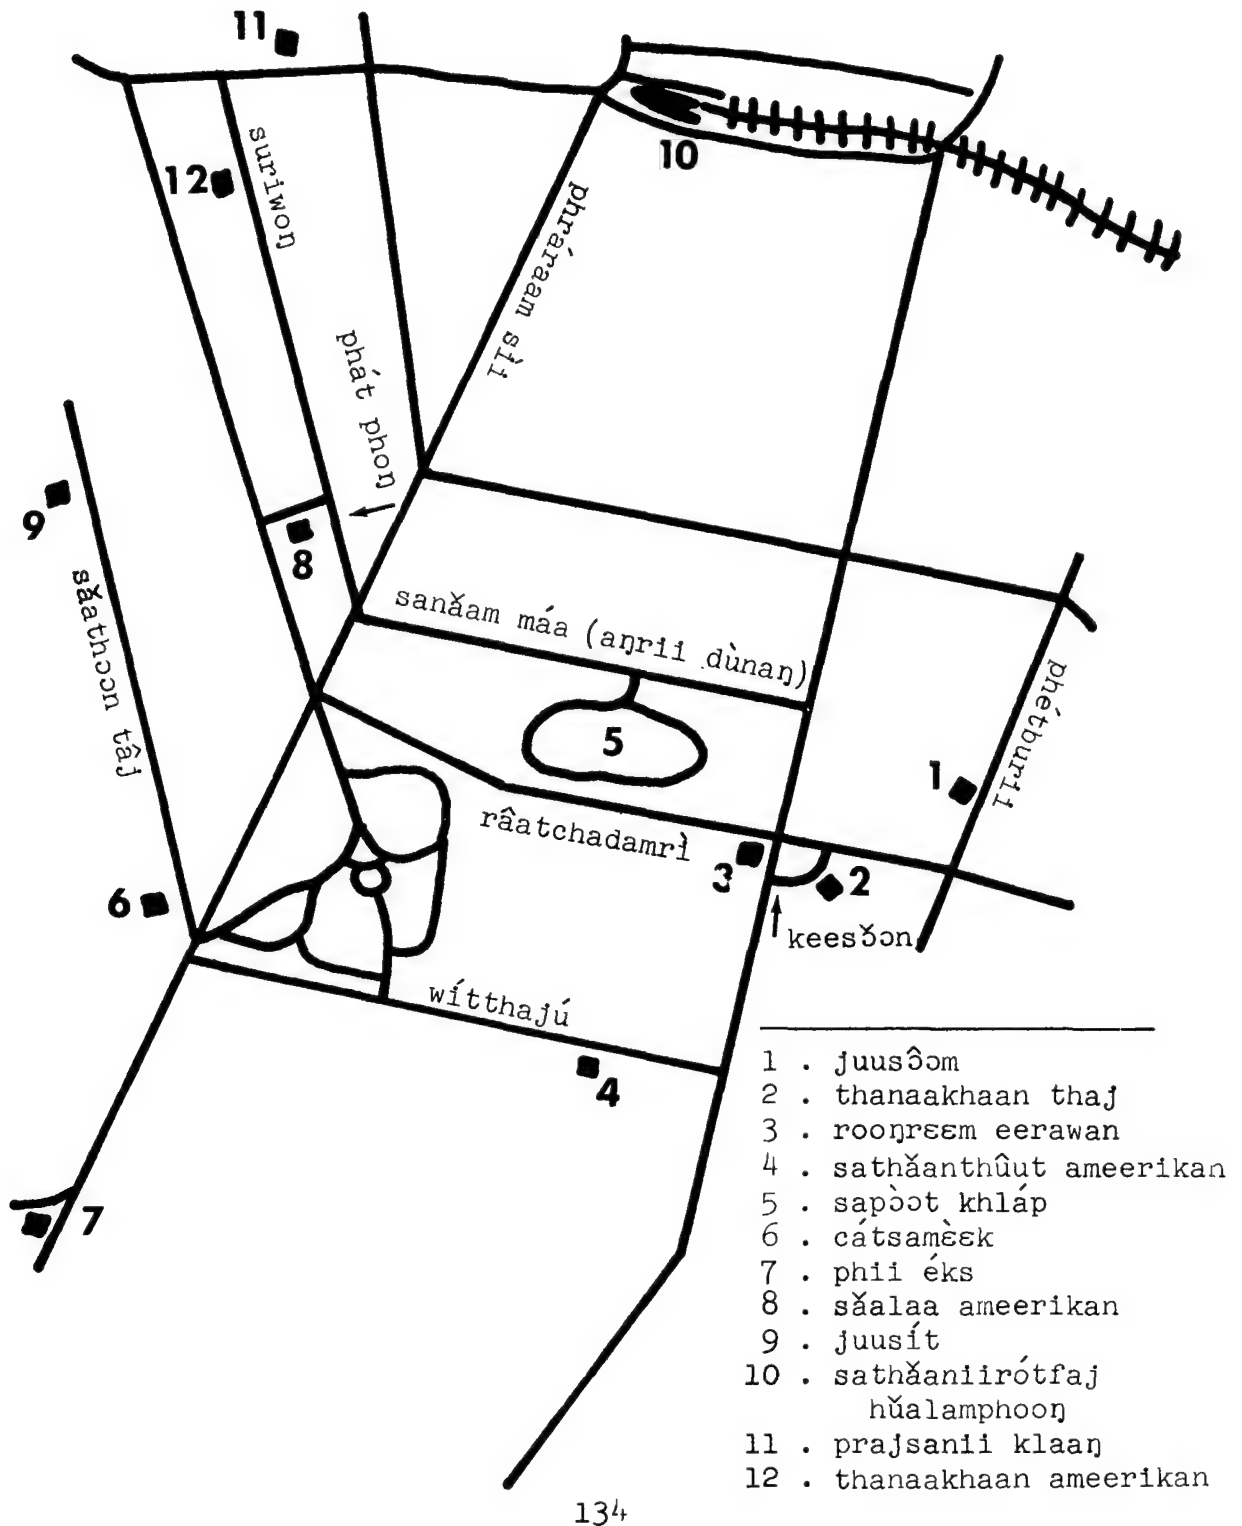 11
suriwoŋ
12
10
phráraam sìi
phát phoŋ
9
8
sǎathɔɔn tâj
sanǎam máa (aŋrii dùnaŋ)
phétburii
5
1
râatchadamrì
3
2
6
keesɔ̌ɔn
wítthajú
4
7
1 . juusɔ̂ɔm
2 . thanaakhaan thaj
3 . rooŋrɛɛm eerawan
4 . sathǎanthûut ameerikan
5 . sapɔ̀ɔt khláp
6 . cátsamɛ̀ɛk
7 . phii éks
8 . sǎalaa ameerikan
9 . juusít
10 . sathǎaniirótfaj
hǔalamphooŋ
11 . prajsanii klaaŋ
12 . thanaakhaan ameerikan
134